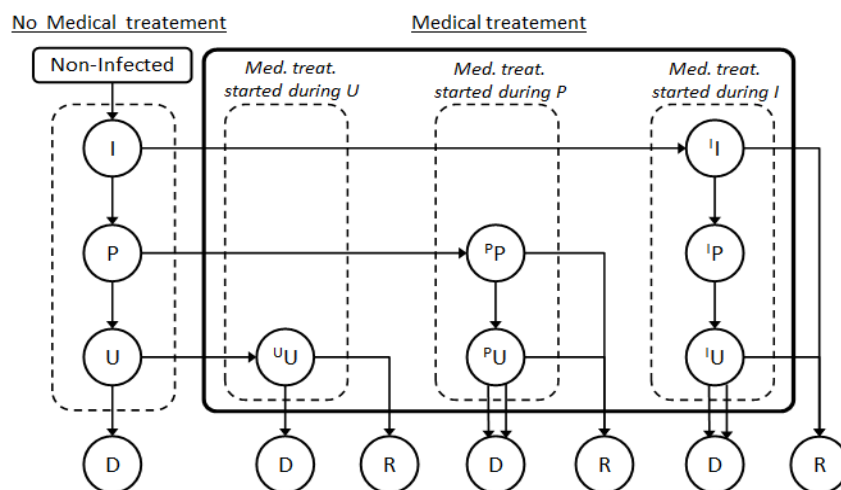 No Medical treatement
Medical treatement
Non-Infected
Med. treat.
started during U
Med. treat.
started during P
Med. treat.
started during I
I
ᴵI
P
ᴾP
ᴵP
U
ᵁU
ᴾU
ᴵU
D
D
R
D
R
D
R